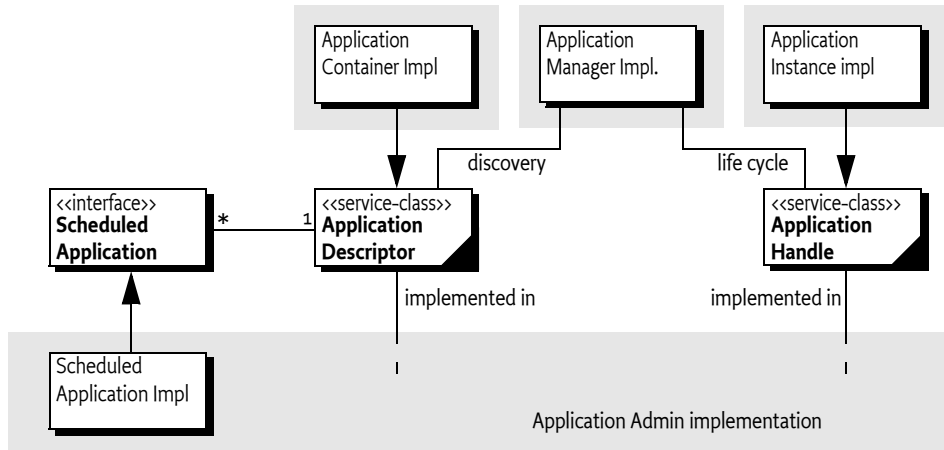 Application
Container Impl
Application
Manager Impl.
Application
Instance impl
discovery
life cycle
<<interface>>
Scheduled
Application
*
1
<<service-class>>
Application
Descriptor
<<service-class>>
Application
Handle
implemented in
implemented in
Scheduled
Application Impl
Application Admin implementation